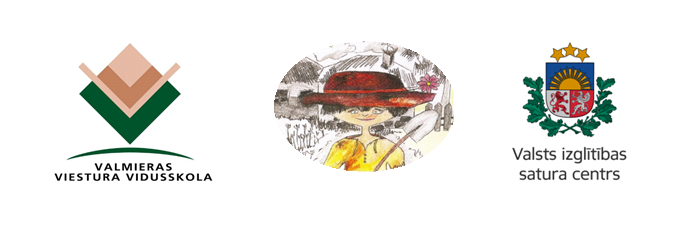 VALMIERAS
VIESTURA VIDUSSKOLA
Valsts izglītības
satura centrs